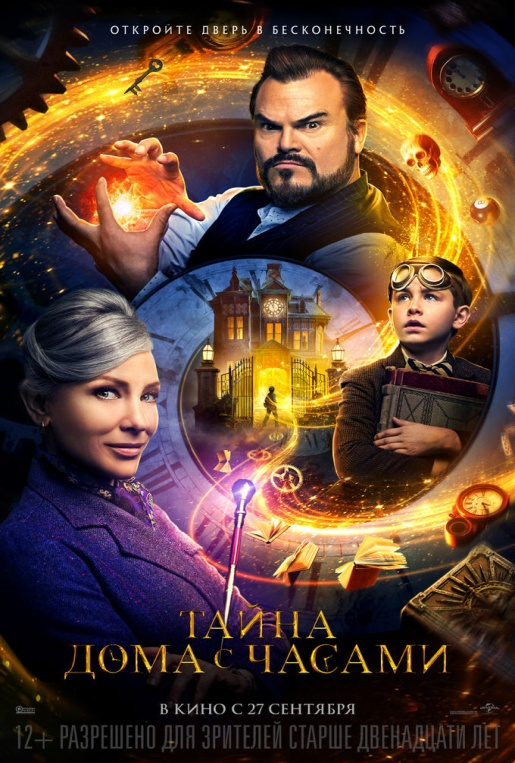 ОТКРОЙТЕ ДВЕРЬ В БЕСКОНЕЧНОСТЬ
ТАЙНА
ДОМА С ЧАСАМИ
В КИНО С 27 СЕНТЯБРЯ
12+ РАЗРЕШЕНО ДЛЯ ЗРИТЕЛЕЙ СТАРШЕ ДВЕНАДЦАТИ ЛЕТ